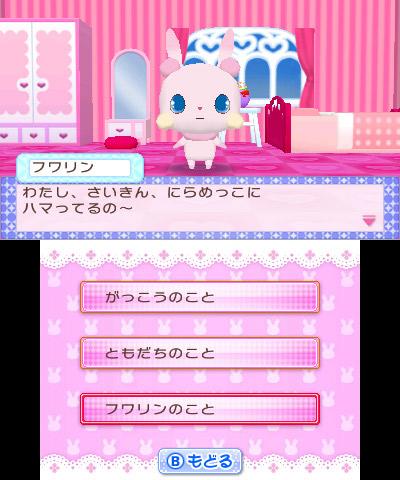 フワリン
わたし、さいきん、にらめっこに
ハマってるの～
がっこうのこと
ともだちのこと
フワリンのこと
Ⓑもどる